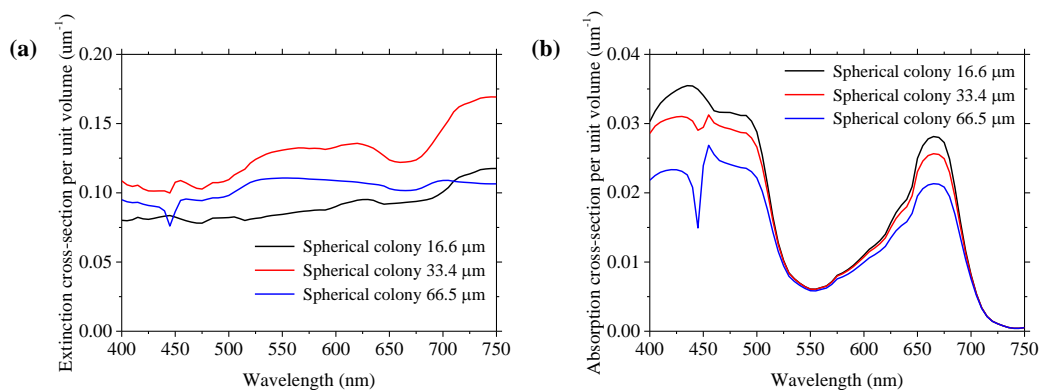 (a)
Extinction cross-section per unit volume (um⁻¹)
0.20
0.15
0.10
0.05
0.00
Spherical colony 16.6 μm
Spherical colony 33.4 μm
Spherical colony 66.5 μm
400 450 500 550 600 650 700 750
Wavelength (nm)
(b)
Absorption cross-section per unit volume (um⁻¹)
0.04
0.03
0.02
0.01
0.00
Spherical colony 16.6 μm
Spherical colony 33.4 μm
Spherical colony 66.5 μm
400 450 500 550 600 650 700 750
Wavelength (nm)